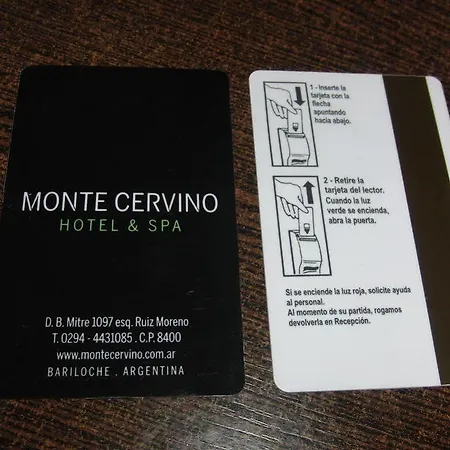 MONTE CERVINO
HOTEL & SPA
D. B. Mitre 1097 esq. Ruiz Moreno
T. 0294 - 4431085 . C.P. 8400
www.montecervino.com.ar
BARILOCHE . ARGENTINA
1 - Inserte la
tarjeta con la
flecha
apuntando
hacia abajo.
2 - Retire la
tarjeta del lector.
Cuando la luz
verde se encienda,
abra la puerta.
Si se enciende la luz roja, solicite ayuda
al personal.
Al momento de su partida, rogamos
devolverla en Recepción.